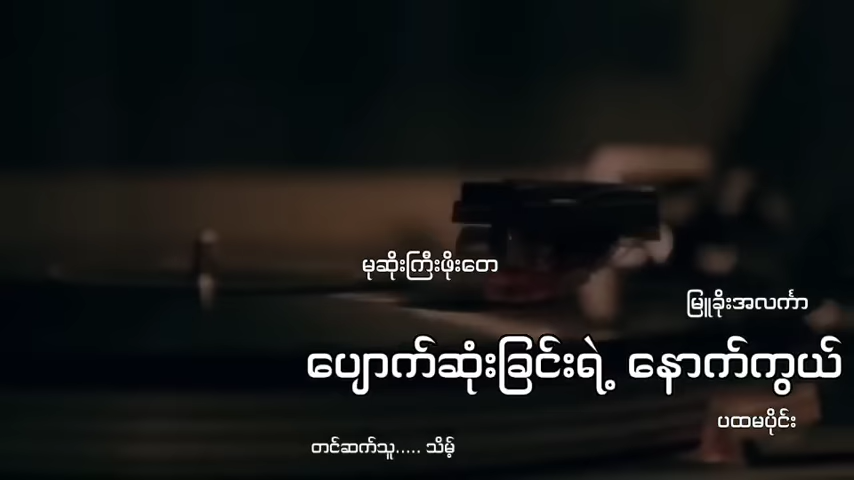 မုဆိုးကြီးဖိုးတေ
မြူခိုးအလင်္ကာ
ပျောက်ဆုံးခြင်းရဲ့ နောက်ကွယ်
ပထမပိုင်း
တင်ဆက်သူ..... သိမ့်